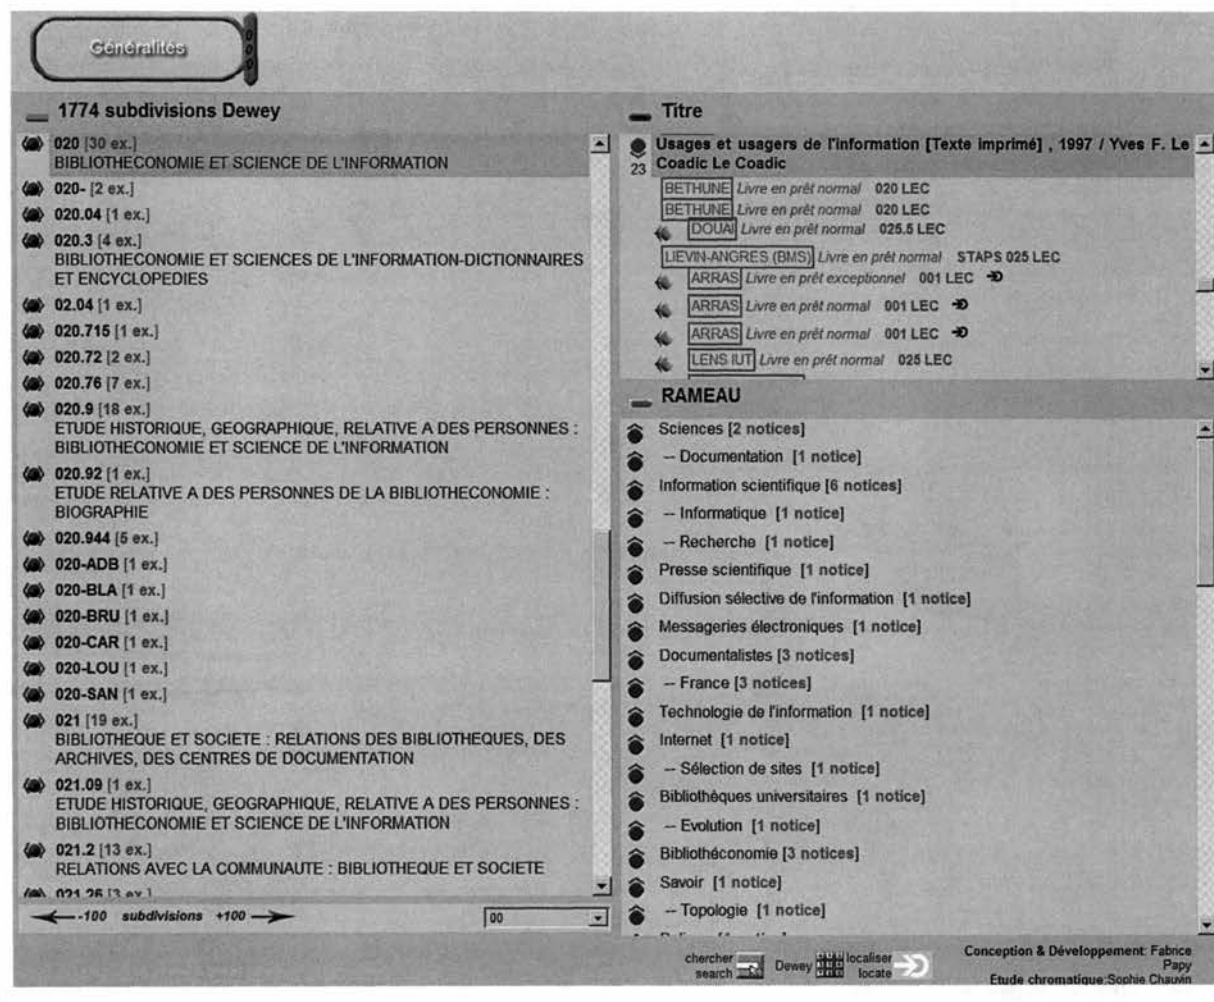 Généralités
000
1774 subdivisions Dewey
020 [30 ex.]
BIBLIOTHECONOMIE ET SCIENCE DE L'INFORMATION
020- [2 ex.]
020.04 [1 ex.]
020.3 [4 ex.]
BIBLIOTHECONOMIE ET SCIENCES DE L'INFORMATION-DICTIONNAIRES
ET ENCYCLOPEDIES
02.04 [1 ex.]
020.715 [1 ex.]
020.72 [2 ex.]
020.76 [7 ex.]
020.9 [18 ex.]
ETUDE HISTORIQUE, GEOGRAPHIQUE, RELATIVE A DES PERSONNES :
BIBLIOTHECONOMIE ET SCIENCE DE L'INFORMATION
020.92 [1 ex.]
ETUDE RELATIVE A DES PERSONNES DE LA BIBLIOTHECONOMIE :
BIOGRAPHIE
020.944 [5 ex.]
020-ADB [1 ex.]
020-BLA [1 ex.]
020-BRU [1 ex.]
020-CAR [1 ex.]
020-LOU [1 ex.]
020-SAN [1 ex.]
021 [19 ex.]
BIBLIOTHEQUE ET SOCIETE : RELATIONS DES BIBLIOTHEQUES, DES
ARCHIVES, DES CENTRES DE DOCUMENTATION
021.09 [1 ex.]
ETUDE HISTORIQUE, GEOGRAPHIQUE, RELATIVE A DES PERSONNES :
BIBLIOTHECONOMIE ET SCIENCE DE L'INFORMATION
021.2 [13 ex.]
RELATIONS AVEC LA COMMUNAUTE : BIBLIOTHEQUE ET SOCIETE
021.26 [3 ex.]
-100 subdivisions +100
00
Titre
Usages et usagers de l'information [Texte imprimé] , 1997 / Yves F. Le
Coadic Le Coadic
23
BETHUNE Livre en prêt normal 020 LEC
BETHUNE Livre en prêt normal 020 LEC
DOUAI Livre en prêt normal 025.5 LEC
LIEVIN-ANGRES (BMS) Livre en prêt normal STAPS 025 LEC
ARRAS Livre en prêt exceptionnel 001 LEC
ARRAS Livre en prêt normal 001 LEC
ARRAS Livre en prêt normal 001 LEC
LENS IUT Livre en prêt normal 025 LEC
RAMEAU
Sciences [2 notices]
-- Documentation [1 notice]
Information scientifique [6 notices]
-- Informatique [1 notice]
-- Recherche [1 notice]
Presse scientifique [1 notice]
Diffusion sélective de l'information [1 notice]
Messageries électroniques [1 notice]
Documentalistes [3 notices]
-- France [3 notices]
Technologie de l'information [1 notice]
Internet [1 notice]
-- Sélection de sites [1 notice]
Bibliothèques universitaires [1 notice]
-- Evolution [1 notice]
Bibliothéconomie [3 notices]
Savoir [1 notice]
-- Topologie [1 notice]
chercher
search
Dewey
localiser
locate
Conception & Développement: Fabrice
Papy
Etude chromatique:Sophie Chauvin